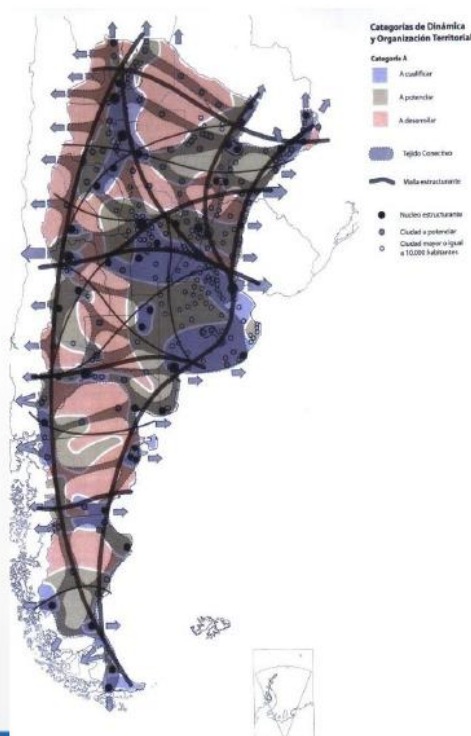 Categorías de Dinámica
y Organización Territorial
Categoría A
A cualificar
A potenciar
A desarrollar
Tejido Conectivo
Malla estructurante
Nucleo estructurante
Ciudad a potenciar
Ciudad mayor o igual
a 10.000 habitantes